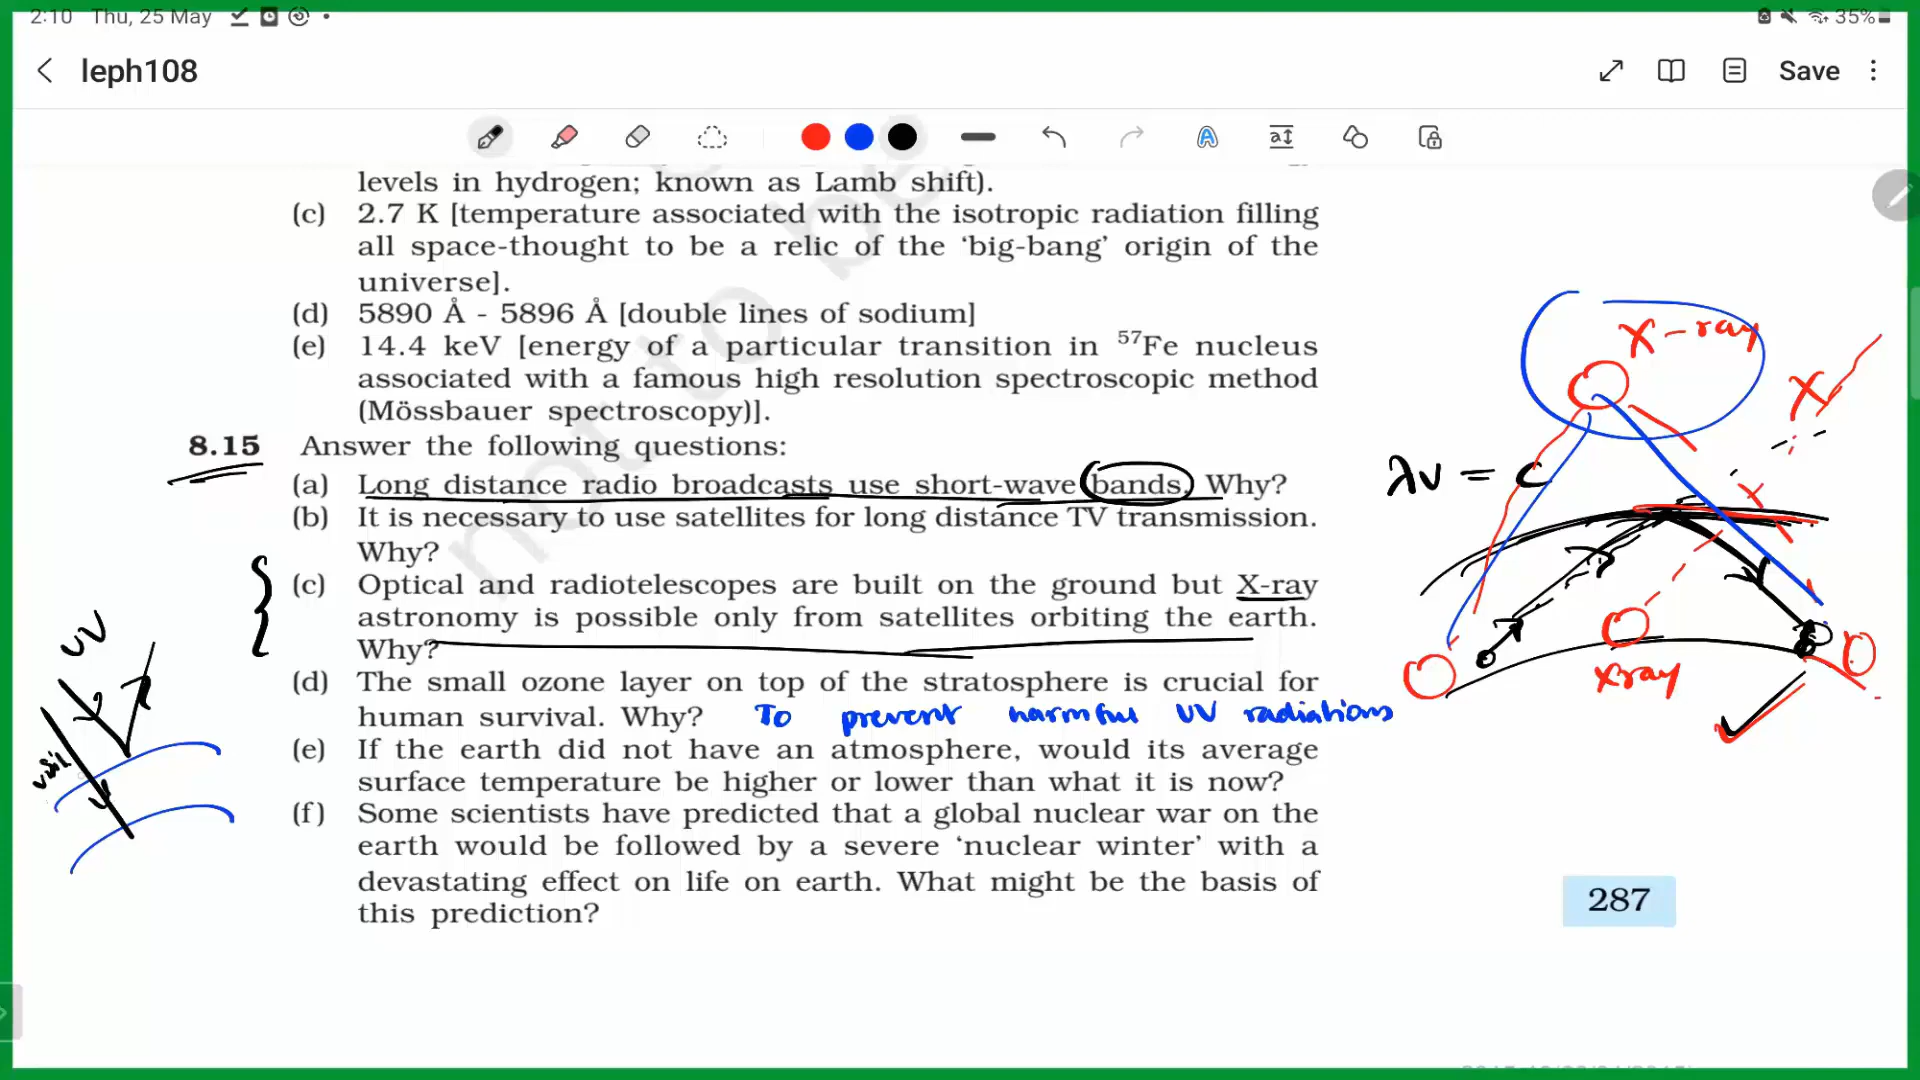 2:10 Thu, 25 May
35%
leph108
Save
levels in hydrogen; known as Lamb shift).
(c) 2.7 K [temperature associated with the isotropic radiation filling
all space-thought to be a relic of the ‘big-bang’ origin of the
universe].
(d) 5890 Å - 5896 Å [double lines of sodium]
(e) 14.4 keV [energy of a particular transition in ⁵⁷Fe nucleus
associated with a famous high resolution spectroscopic method
(Mössbauer spectroscopy)].
8.15 Answer the following questions:
(a) Long distance radio broadcasts use short-wave bands. Why?
(b) It is necessary to use satellites for long distance TV transmission.
Why?
(c) Optical and radiotelescopes are built on the ground but X-ray
astronomy is possible only from satellites orbiting the earth.
Why?
(d) The small ozone layer on top of the stratosphere is crucial for
human survival. Why? To prevent harmful UV radiations
(e) If the earth did not have an atmosphere, would its average
surface temperature be higher or lower than what it is now?
(f) Some scientists have predicted that a global nuclear war on the
earth would be followed by a severe ‘nuclear winter’ with a
devastating effect on life on earth. What might be the basis of
this prediction?
287
X-ray
λν = c
xray
UV
not to be